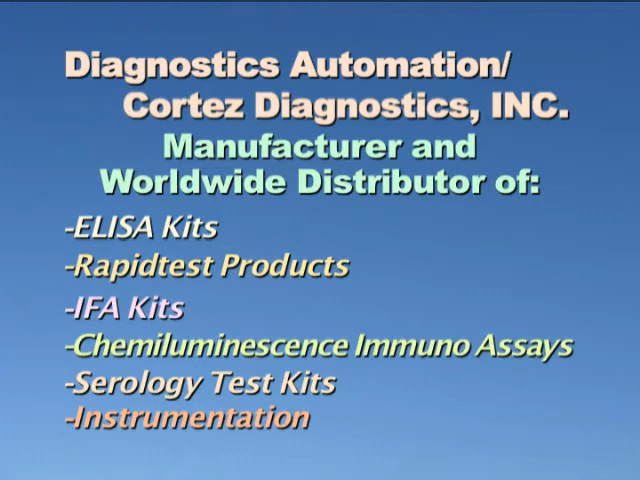 Diagnostics Automation/
Cortez Diagnostics, INC.
Manufacturer and
Worldwide Distributor of:
-ELISA Kits
-Rapidtest Products
-IFA Kits
-Chemiluminescence Immuno Assays
-Serology Test Kits
-Instrumentation